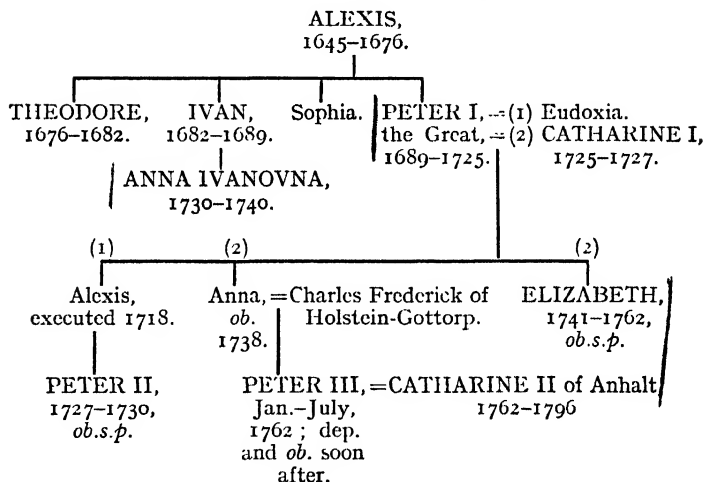 ALEXIS,
1645–1676.
THEODORE,
1676–1682.
IVAN,
1682–1689.
Sophia.
PETER I, = (1) Eudoxia.
the Great, = (2) CATHARINE I,
1689–1725.
1725–1727.
ANNA IVANOVNA,
1730–1740.
(1)
(2)
(2)
Alexis,
executed 1718.
Anna, = Charles Frederick of
ob.
Holstein-Gottorp.
1738.
ELIZABETH,
1741–1762,
ob.s.p.
PETER II,
1727–1730,
ob.s.p.
PETER III, = CATHARINE II of Anhalt
Jan.–July,
1762–1796
1762 ; dep.
and ob. soon
after.